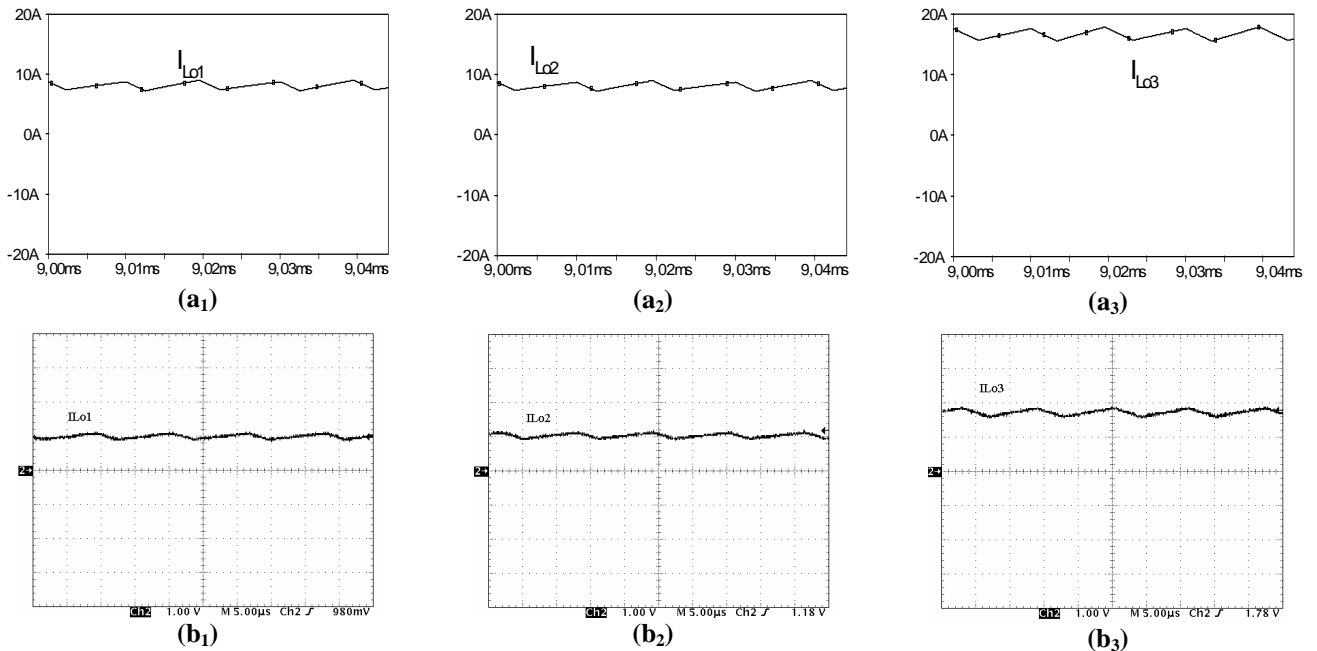 20A
10A
0A
-10A
-20A
I_Lo1
9,00ms 9,01ms 9,02ms 9,03ms 9,04ms
(a₁)
20A
10A
0A
-10A
-20A
I_Lo2
9,00ms 9,01ms 9,02ms 9,03ms 9,04ms
(a₂)
20A
10A
0A
-10A
-20A
I_Lo3
9,00ms 9,01ms 9,02ms 9,03ms 9,04ms
(a₃)
ILo1
2→
Ch2 1.00 V M 5.00µs Ch2 ʃ 980mV
(b₁)
ILo2
2→
Ch2 1.00 V M 5.00µs Ch2 ʃ 1.18 V
(b₂)
ILo3
2→
Ch2 1.00 V M 5.00µs Ch2 ʃ 1.78 V
(b₃)